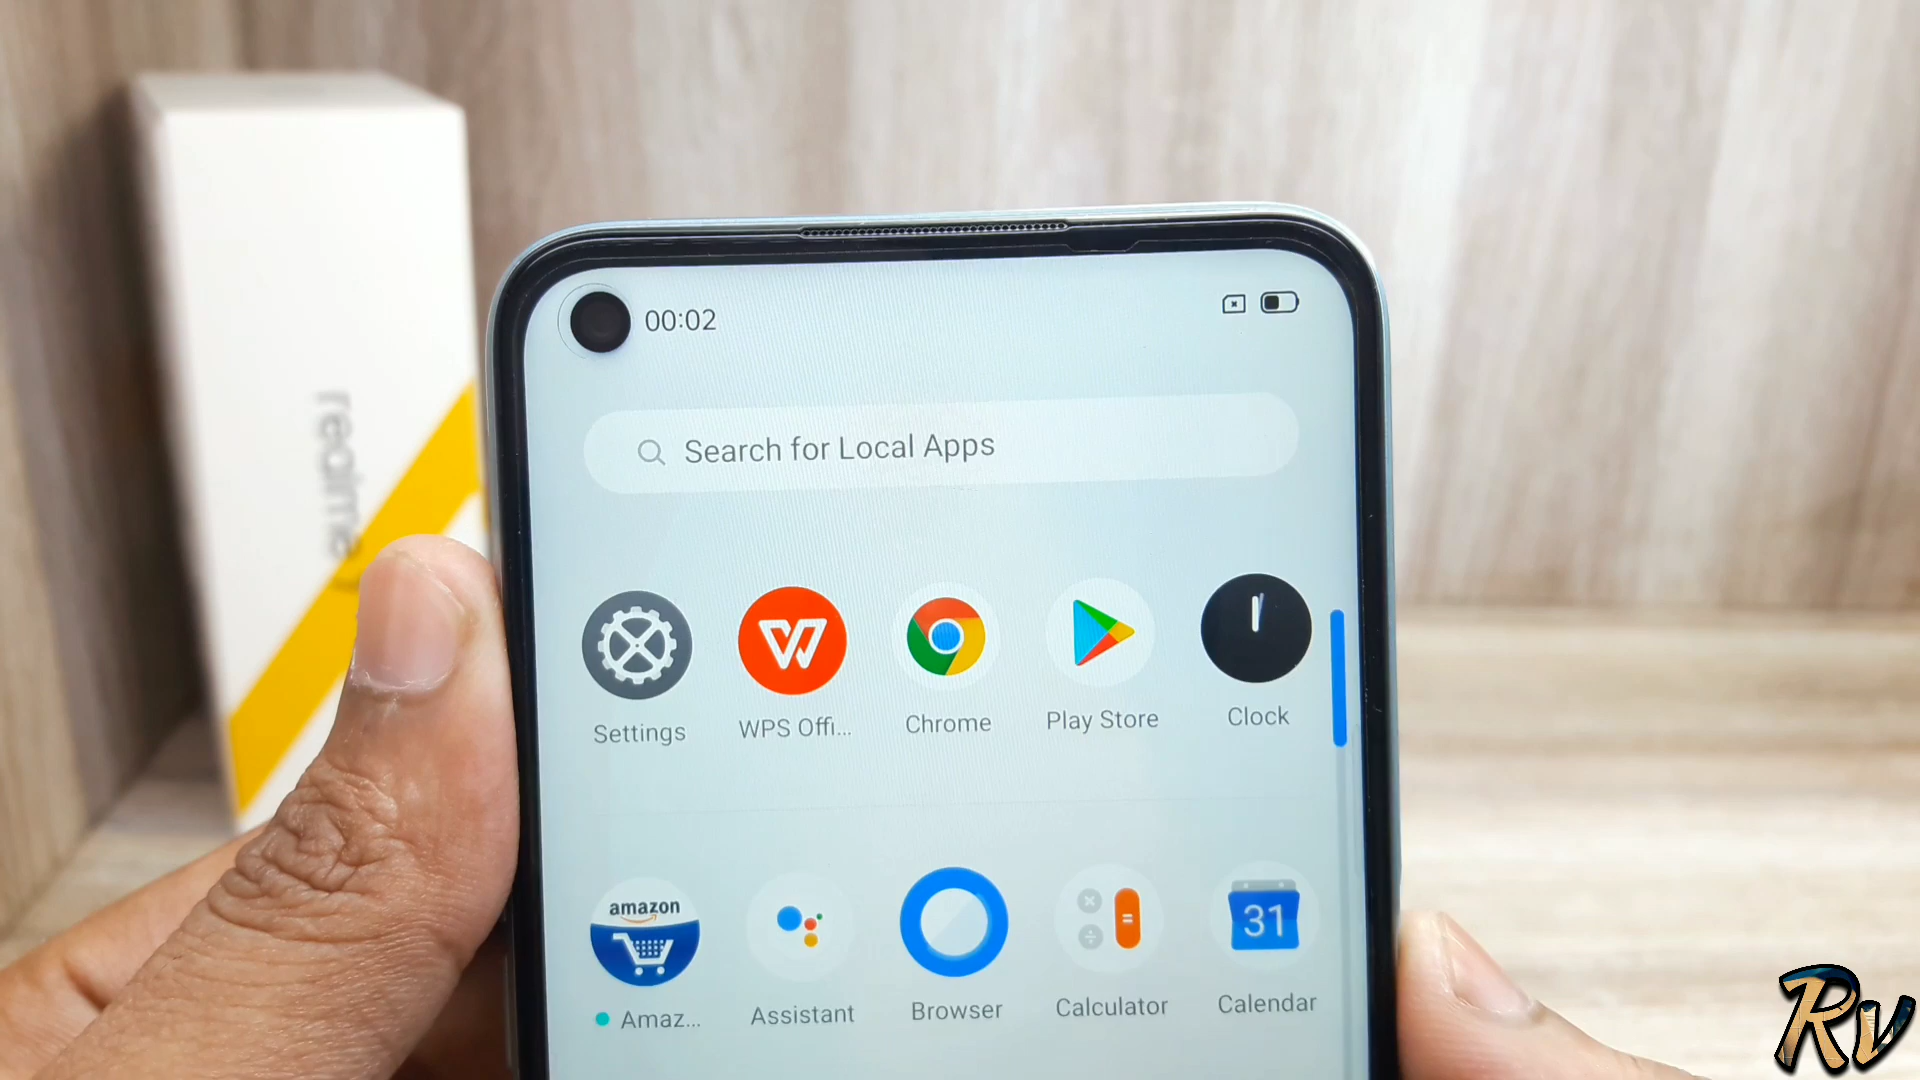 realme
00:02
Search for Local Apps
Settings
WPS Offi...
Chrome
Play Store
Clock
amazon
31
Amaz...
Assistant
Browser
Calculator
Calendar
RV